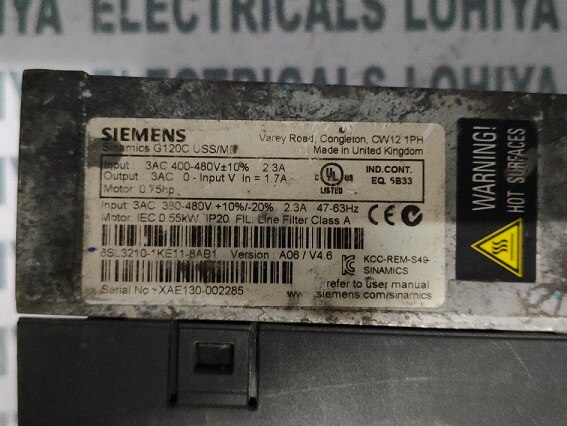 ELECTRICALS LOHIYA
SIEMENS
Varey Road, Congleton, CW12 1PH
Sinamics G120C USS/M
Made in United Kingdom
Input: 3AC 400-480V±10% 2.3A
Output: 3AC 0 - Input V In = 1.7A
Motor: 0.75hp
UL
LISTED
IND.CONT.
EQ. 5B33
Input: 3AC 380-480V +10%/-20% 2.3A 47-63Hz
Motor: IEC 0.55kW IP20 FIL: Line Filter Class A
6SL3210-1KE11-8AB1 Version : A06 / V4.6
KCC-REM-S49-
SINAMICS
Serial No : XAE130-002285
refer to user manual
www.siemens.com/sinamics
WARNING!
HOT SURFACES